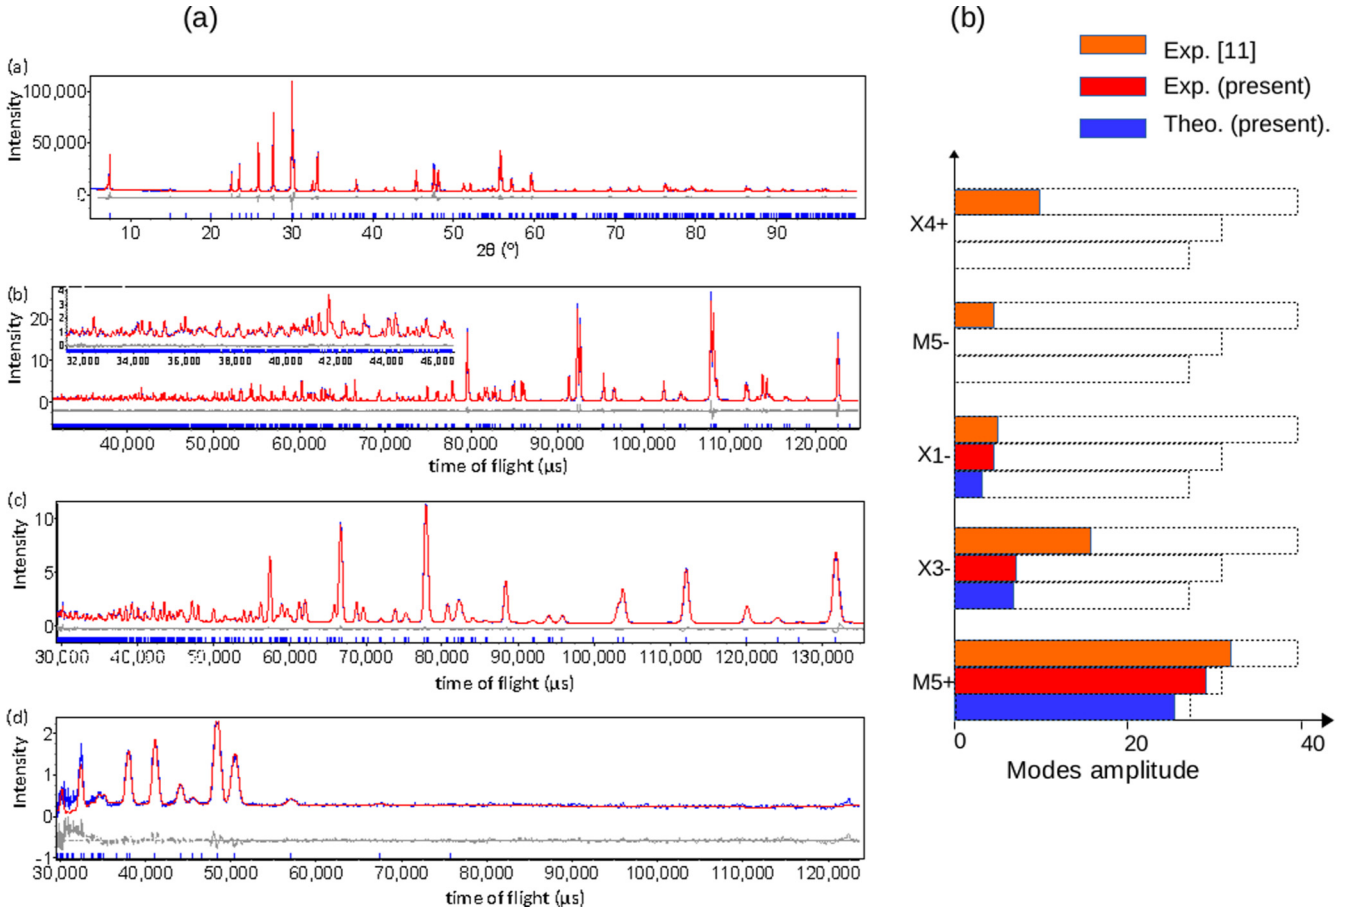 (a)
(a)
Intensity
100,000
50,000
0
10 20 30 40 50 60 70 80 90
2θ (°)
(b)
Intensity
20
10
0
4
3
2
1
0
32,000 34,000 36,000 38,000 40,000 42,000 44,000 46,000
40,000 50,000 60,000 70,000 80,000 90,000 100,000 110,000 120,000
time of flight (µs)
(c)
Intensity
10
5
0
30,000 40,000 50,000 60,000 70,000 80,000 90,000 100,000 110,000 120,000 130,000
time of flight (µs)
(d)
Intensity
2
1
0
-1
30,000 40,000 50,000 60,000 70,000 80,000 90,000 100,000 110,000 120,000
time of flight (µs)
(b)
Exp. [11]
Exp. (present)
Theo. (present).
X4+
M5-
X1-
X3-
M5+
0 20 40
Modes amplitude